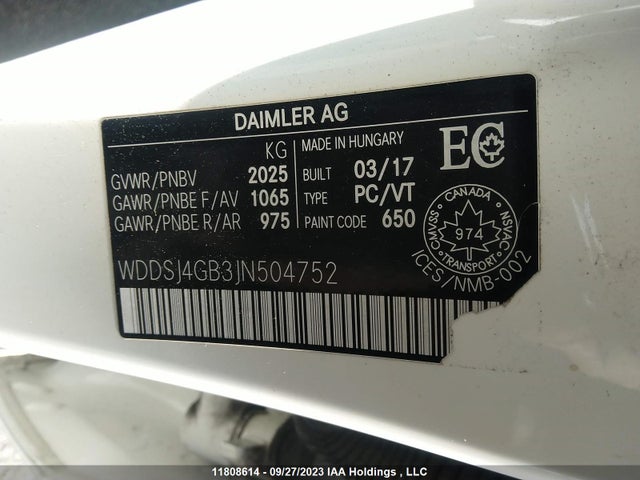 DAIMLER AG
KG
MADE IN HUNGARY
GVWR/PNBV 2025 BUILT 03/17
GAWR/PNBE F/AV 1065 TYPE PC/VT
GAWR/PNBE R/AR 975 PAINT CODE 650
EC
CANADA
CMVSS NSVAC
974
TRANSPORT
ICES/NMB-002
WDDSJ4GB3JN504752
11808614 - 09/27/2023 IAA Holdings , LLC